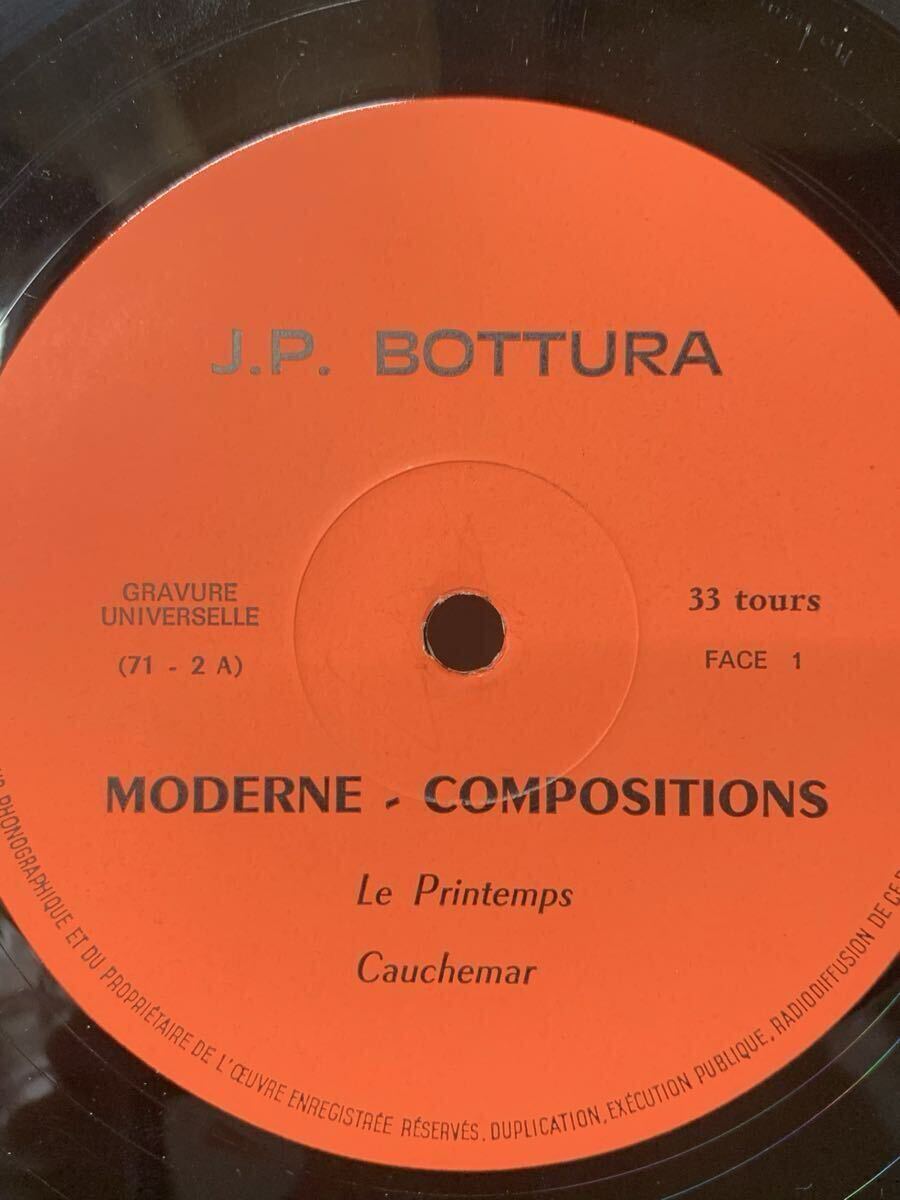 J.P. BOTTURA
GRAVURE
UNIVERSELLE
(71 - 2 A)
33 tours
FACE 1
MODERNE - COMPOSITIONS
Le Printemps
Cauchemar
PHONOGRAPHIQUE ET DU PROPRIÉTAIRE DE L'ŒUVRE ENREGISTRÉE RÉSERVÉS. DUPLICATION, EXÉCUTION PUBLIQUE, RADIODIFFUSION DE CE